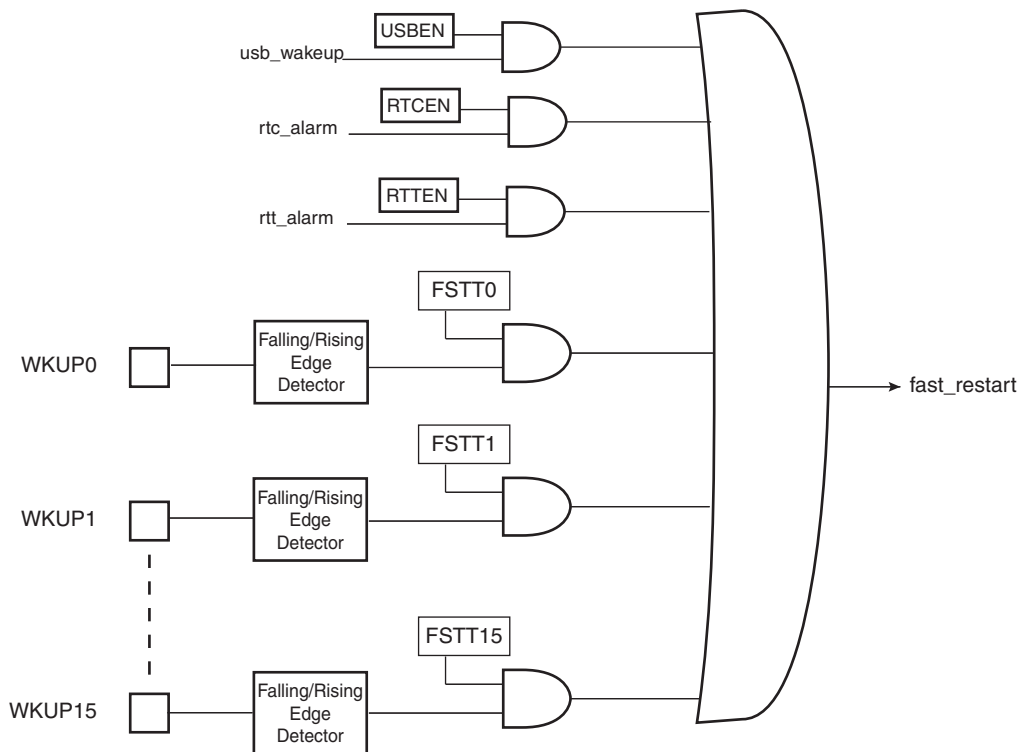 USBEN
usb_wakeup
RTCEN
rtc_alarm
RTTEN
rtt_alarm
FSTT0
WKUP0
Falling/Rising
Edge
Detector
fast_restart
FSTT1
WKUP1
Falling/Rising
Edge
Detector
FSTT15
WKUP15
Falling/Rising
Edge
Detector